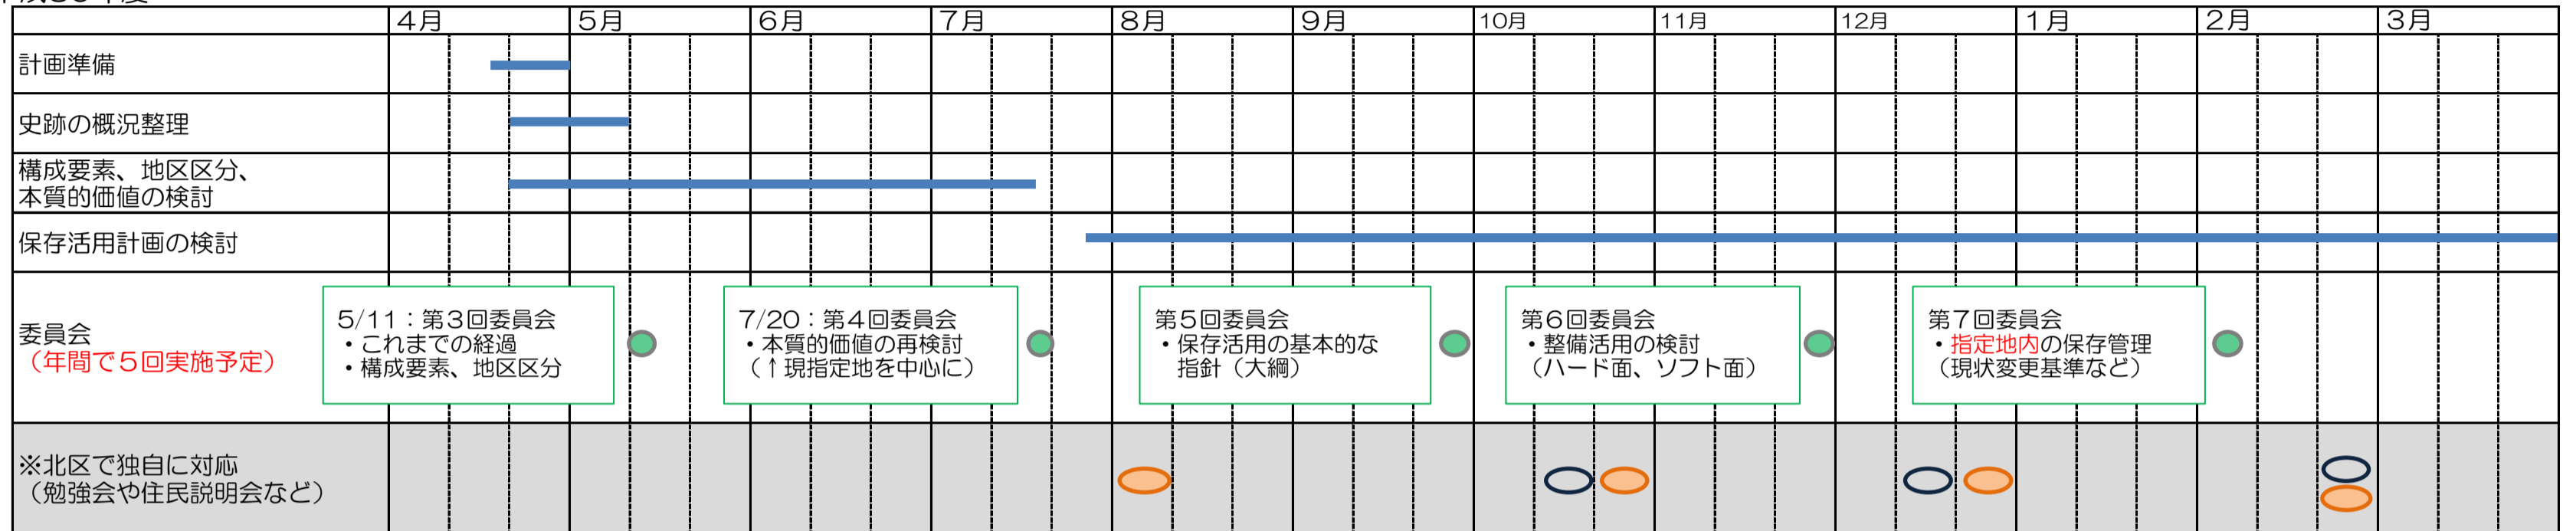 4月 5月 6月 7月 8月 9月 10月 11月 12月 1月 2月 3月
計画準備
史跡の概況整理
構成要素、地区区分、
本質的価値の検討
保存活用計画の検討
委員会
（年間で５回実施予定）
5/11：第3回委員会
・これまでの経過
・構成要素、地区区分
7/20：第4回委員会
・本質的価値の再検討
（↑現指定地を中心に）
第5回委員会
・保存活用の基本的な
指針（大綱）
第6回委員会
・整備活用の検討
（ハード面、ソフト面）
第7回委員会
・指定地内の保存管理
（現状変更基準など）
※北区で独自に対応
（勉強会や住民説明会など）